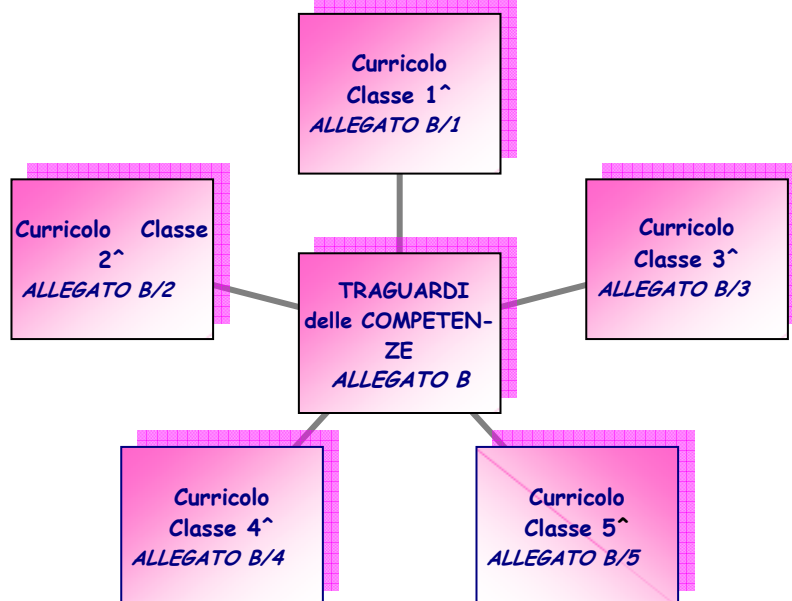 Curricolo
Classe 1^
ALLEGATO B/1
Curricolo Classe
2^
ALLEGATO B/2
Curricolo
Classe 3^
ALLEGATO B/3
TRAGUARDI
delle COMPETEN-
ZE
ALLEGATO B
Curricolo
Classe 4^
ALLEGATO B/4
Curricolo
Classe 5^
ALLEGATO B/5